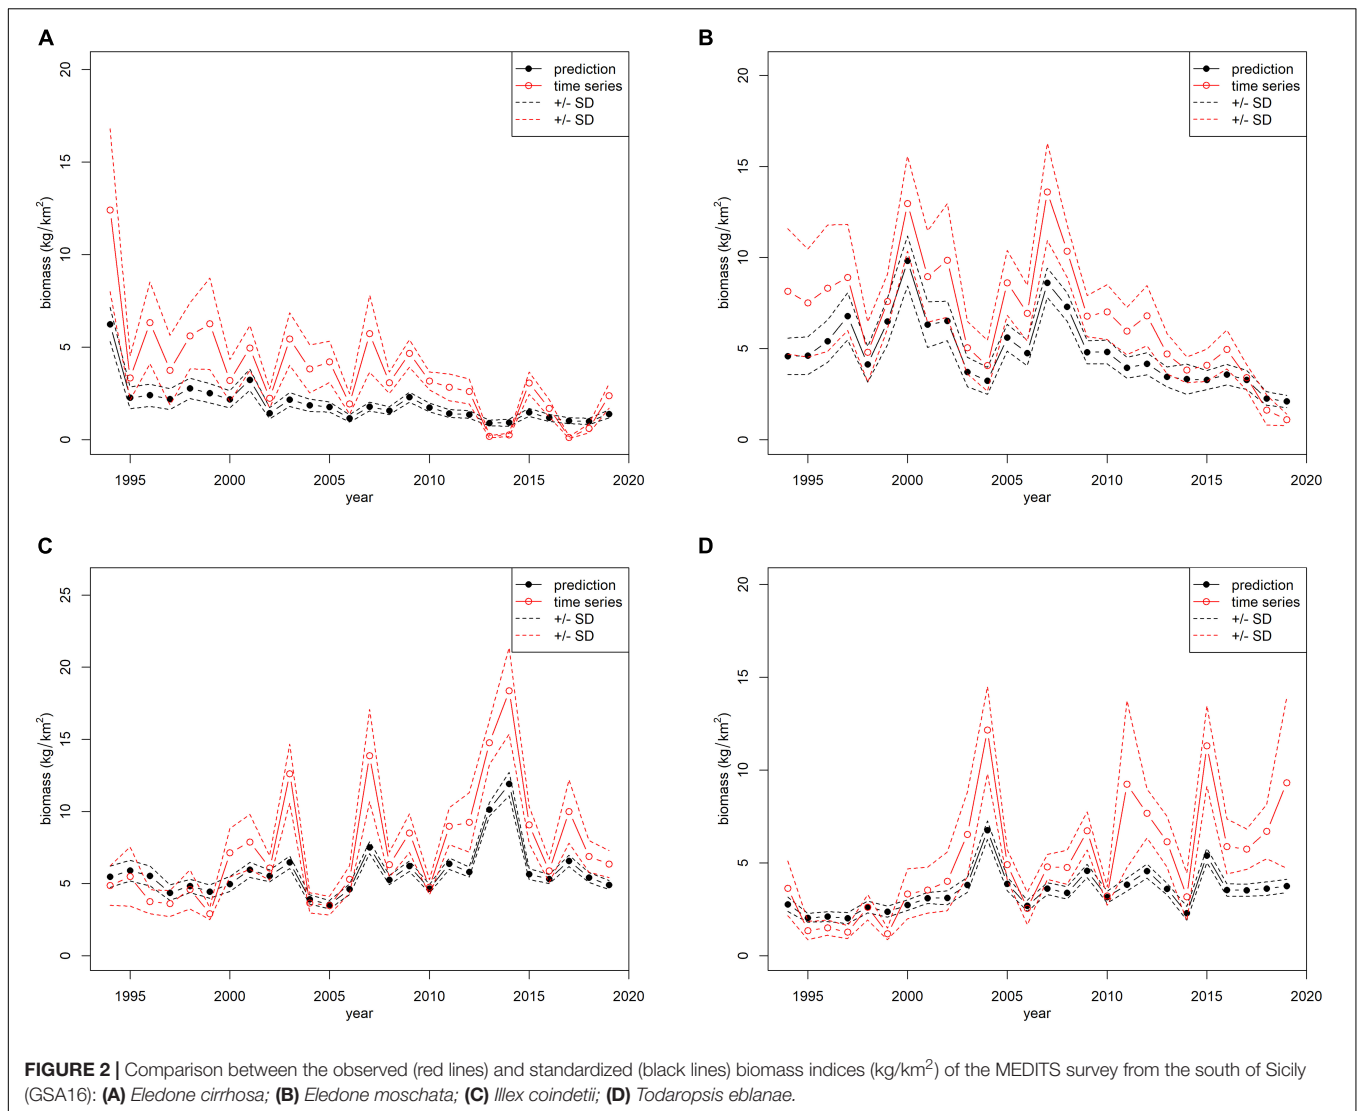 A
prediction
time series
+/- SD
+/- SD
20
15
10
5
0
biomass (kg/km²)
1995 2000 2005 2010 2015 2020
year
B
prediction
time series
+/- SD
+/- SD
20
15
10
5
0
biomass (kg/km²)
1995 2000 2005 2010 2015 2020
year
C
prediction
time series
+/- SD
+/- SD
25
20
15
10
5
0
biomass (kg/km²)
1995 2000 2005 2010 2015 2020
year
D
prediction
time series
+/- SD
+/- SD
20
15
10
5
0
biomass (kg/km²)
1995 2000 2005 2010 2015 2020
year
FIGURE 2 | Comparison between the observed (red lines) and standardized (black lines) biomass indices (kg/km²) of the MEDITS survey from the south of Sicily
(GSA16): (A) Eledone cirrhosa; (B) Eledone moschata; (C) Illex coindetii; (D) Todaropsis eblanae.